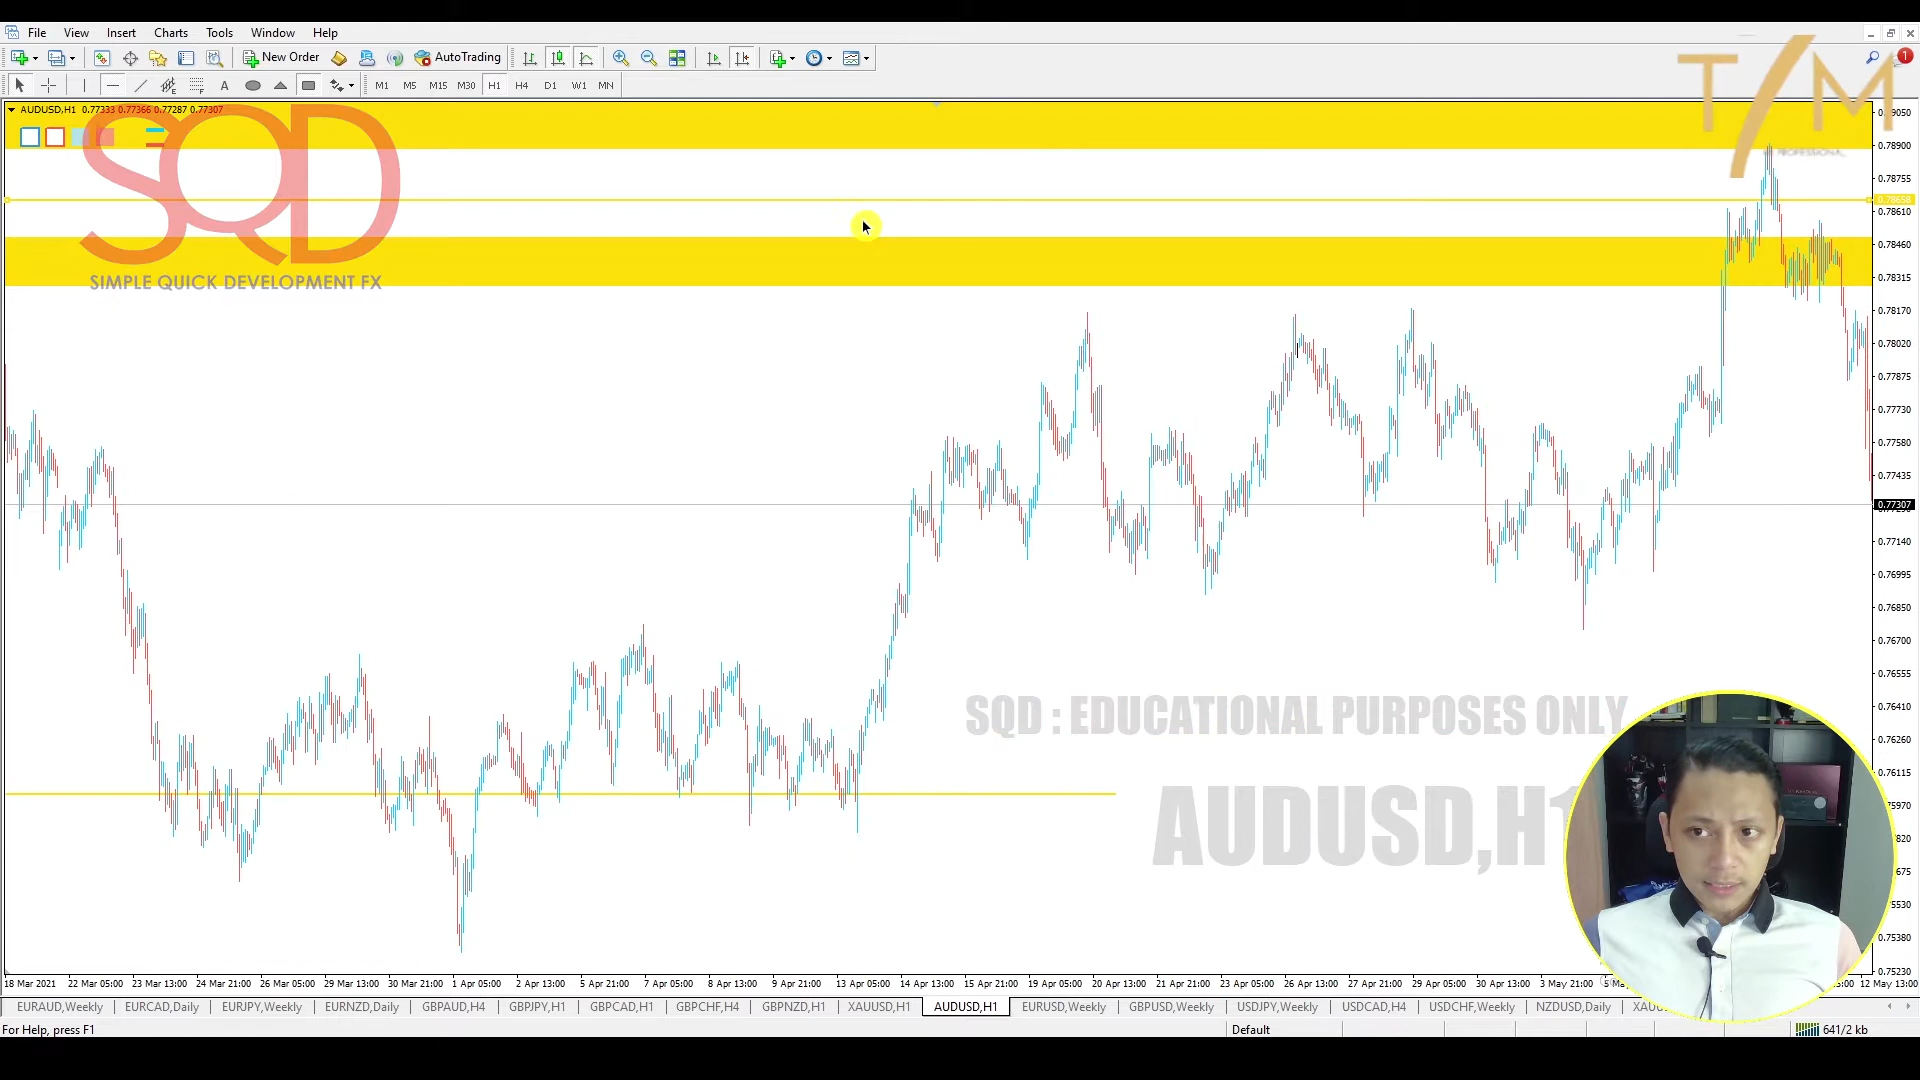 File View Insert Charts Tools Window Help
New Order AutoTrading
A M1 M5 M15 M30 H1 H4 D1 W1 MN
1
T/M
PROFESSIONAL
AUDUSD,H1 0.77333 0.77366 0.77287 0.77307
SQD
SIMPLE QUICK DEVELOPMENT FX
0.78900
0.78755
0.78658
0.78610
0.78460
0.78315
0.78170
0.78020
0.77875
0.77730
0.77580
0.77435
0.77307
0.77140
0.76995
0.76850
0.76700
0.76555
0.76410
0.76260
0.76115
0.75530
0.75380
0.75230
SQD : EDUCATIONAL PURPOSES ONLY
AUDUSD,H1
18 Mar 2021 22 Mar 05:00 23 Mar 13:00 24 Mar 21:00 26 Mar 05:00 29 Mar 13:00 30 Mar 21:00 1 Apr 05:00 2 Apr 13:00 5 Apr 21:00 7 Apr 05:00 8 Apr 13:00 9 Apr 21:00 13 Apr 05:00 14 Apr 13:00 15 Apr 21:00 19 Apr 05:00 20 Apr 13:00 21 Apr 21:00 23 Apr 05:00 26 Apr 13:00 27 Apr 21:00 29 Apr 05:00 30 Apr 13:00 3 May 21:00 12 May 13:00
EURAUD,Weekly EURCAD,Daily EURJPY,Weekly EURNZD,Daily GBPAUD,H4 GBPJPY,H1 GBPCAD,H1 GBPCHF,H4 GBPNZD,H1 XAUUSD,H1 AUDUSD,H1 EURUSD,Weekly GBPUSD,Weekly USDJPY,Weekly USDCAD,H4 USDCHF,Weekly NZDUSD,Daily
For Help, press F1 Default 641/2 kb